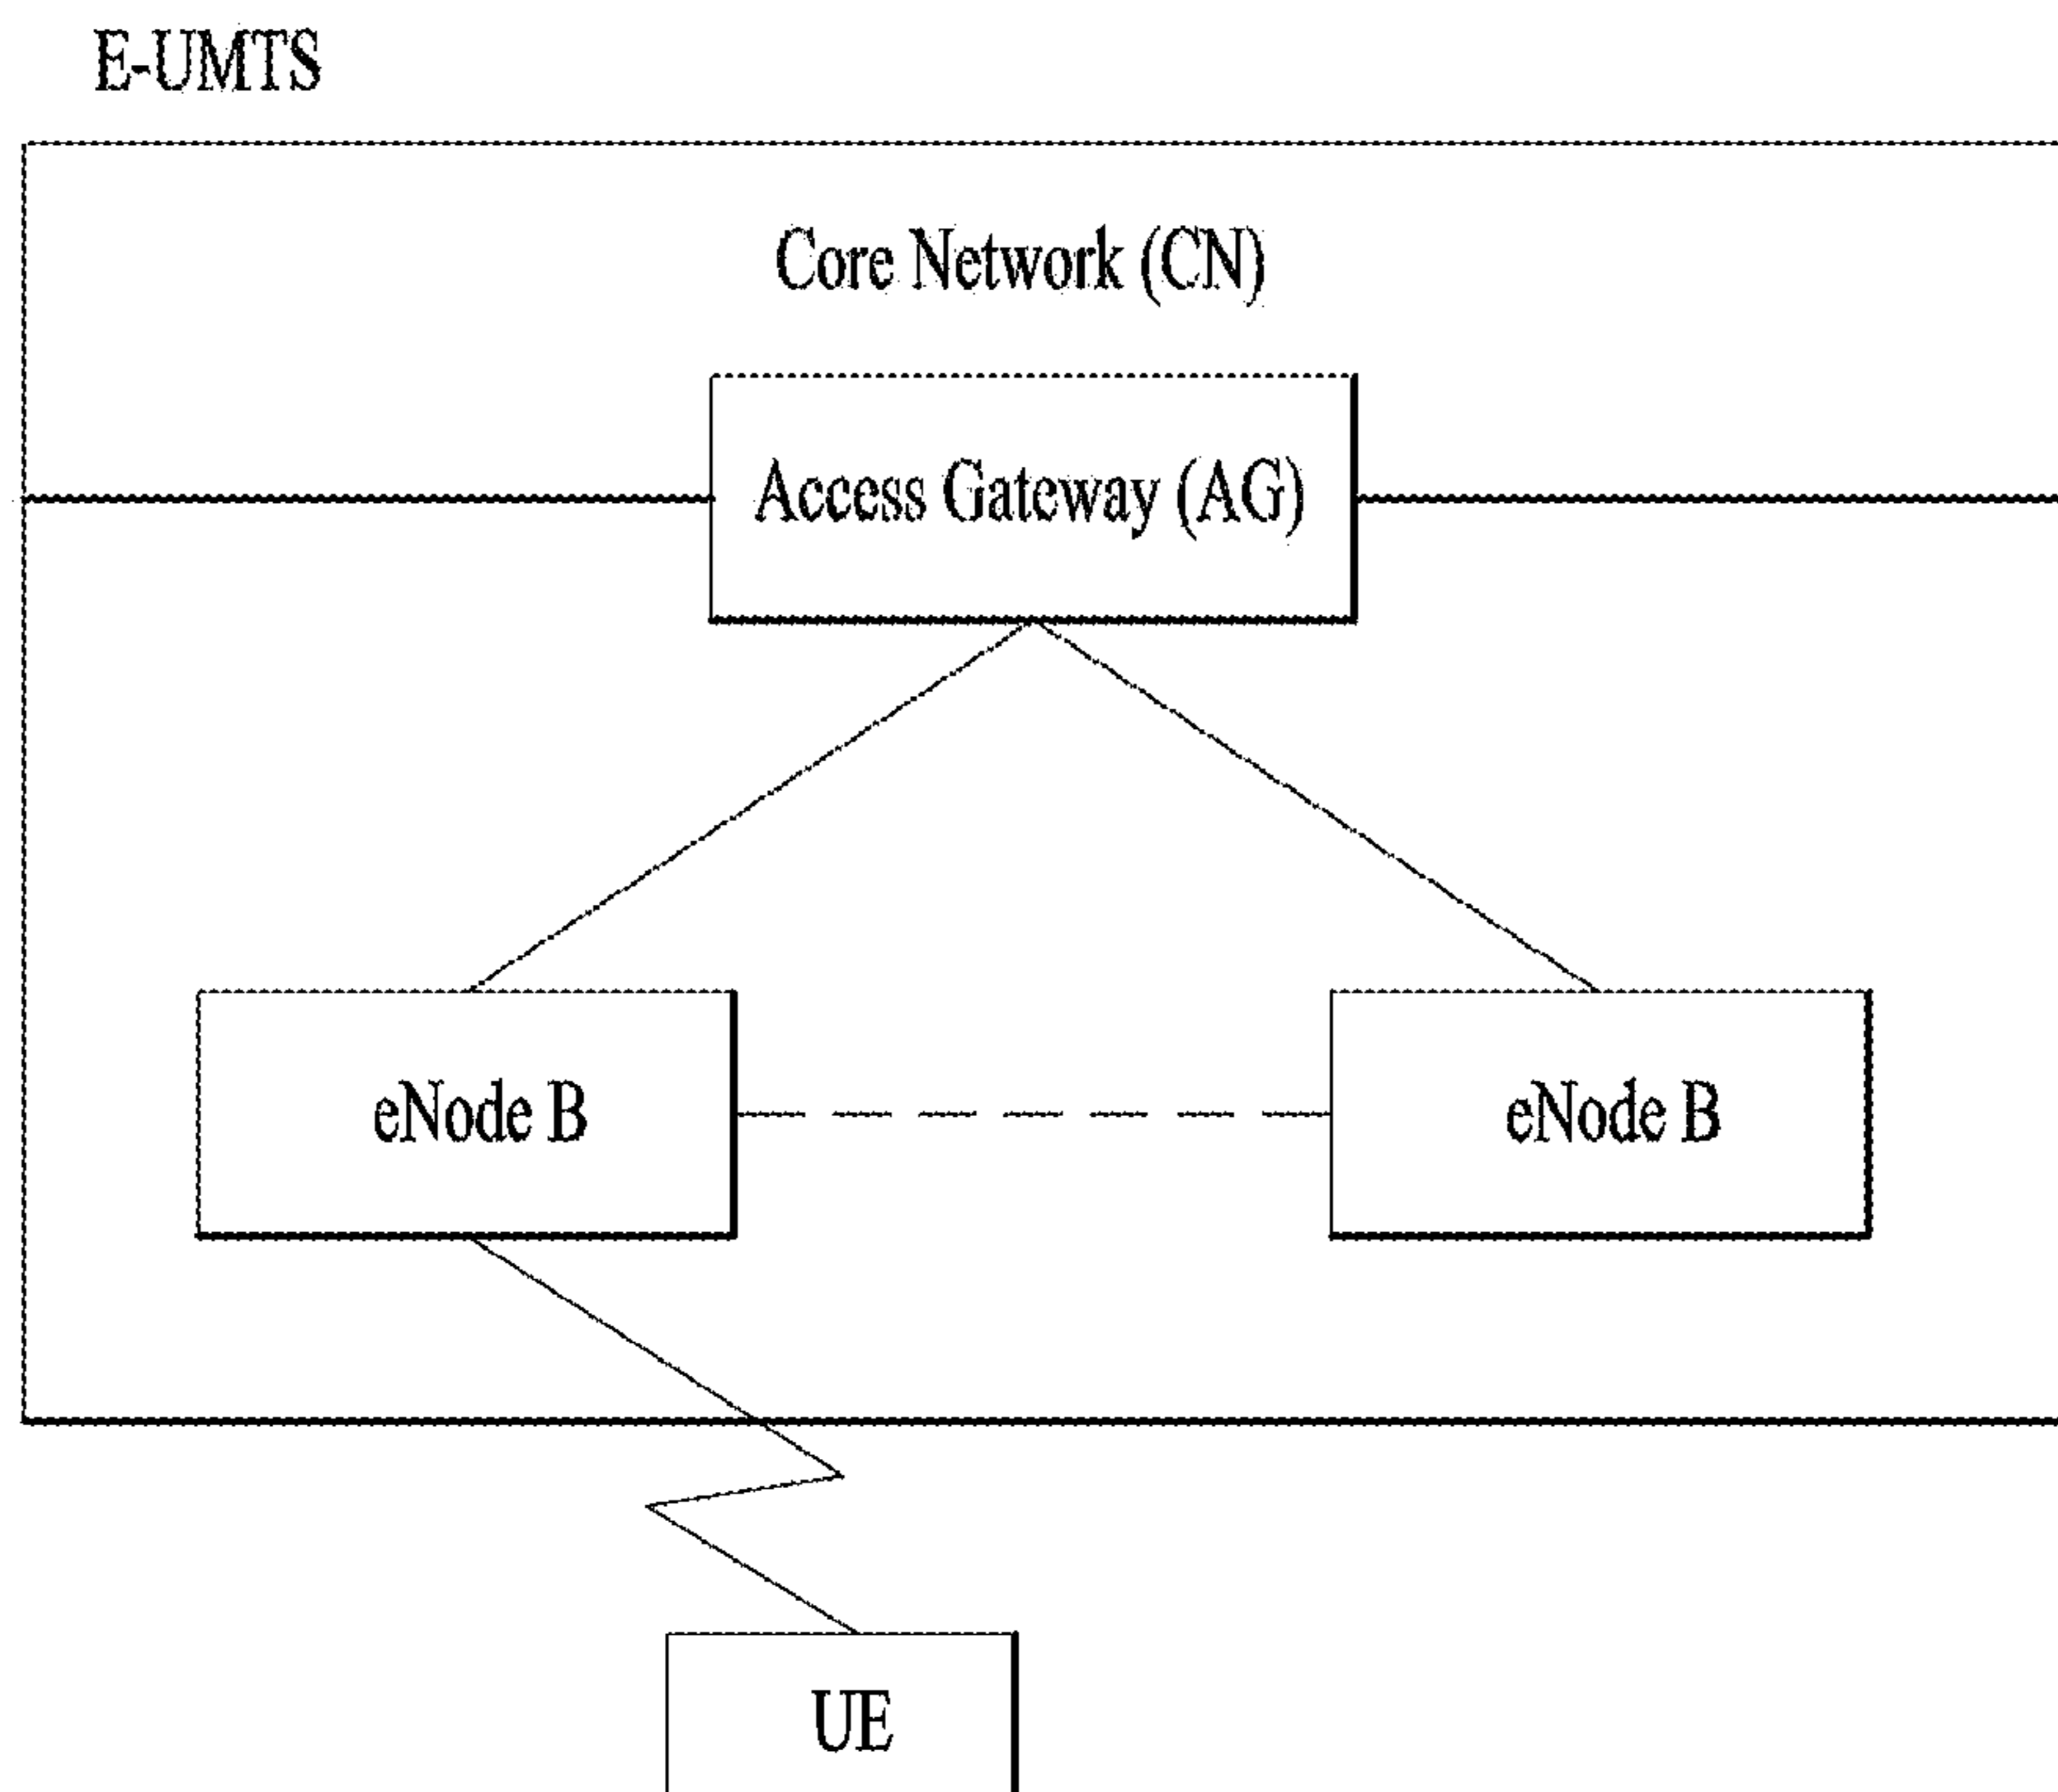 E-UMTS
Core Network (CN)
Access Gateway (AG)
eNode B
eNode B
UE